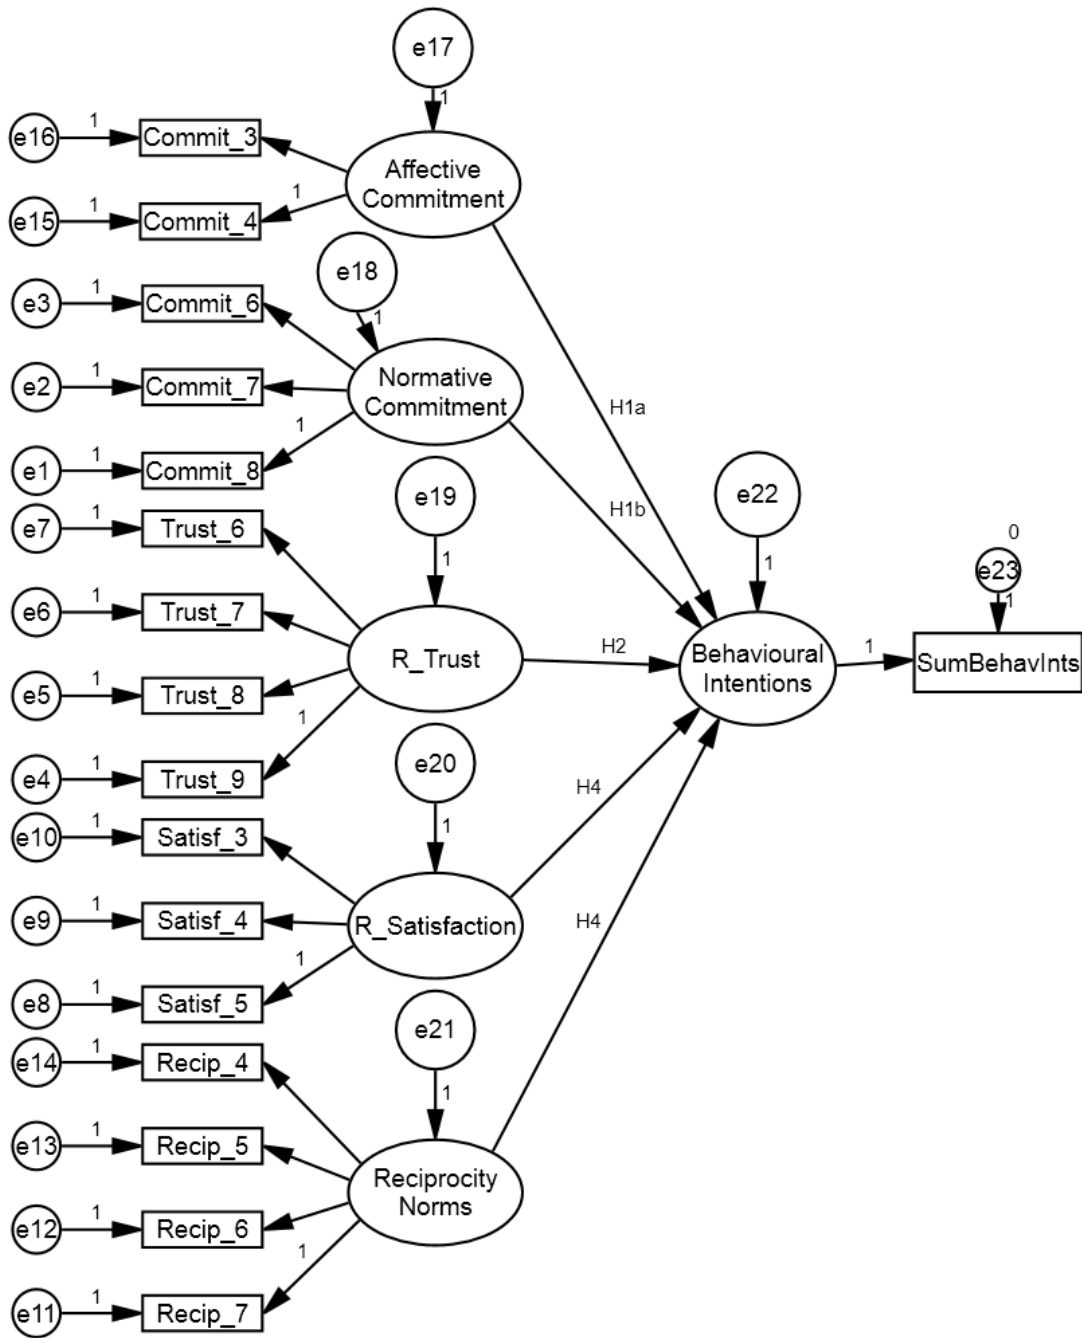 e17
1
e16
1
Commit_3
Affective
Commitment
1
e15
1
Commit_4
e18
1
e3
1
Commit_6
Normative
Commitment
e2
1
Commit_7
H1a
1
e1
1
Commit_8
e19
e22
H1b
e7
1
Trust_6
0
e23
1
1
1
e6
1
Trust_7
R_Trust
H2
Behavioural
Intentions
1
SumBehavInts
e5
1
Trust_8
1
e20
e4
1
Trust_9
H4
e10
1
Satisf_3
1
e9
1
Satisf_4
R_Satisfaction
H4
1
e8
1
Satisf_5
e21
e14
1
Recip_4
1
e13
1
Recip_5
Reciprocity
Norms
e12
1
Recip_6
1
e11
1
Recip_7